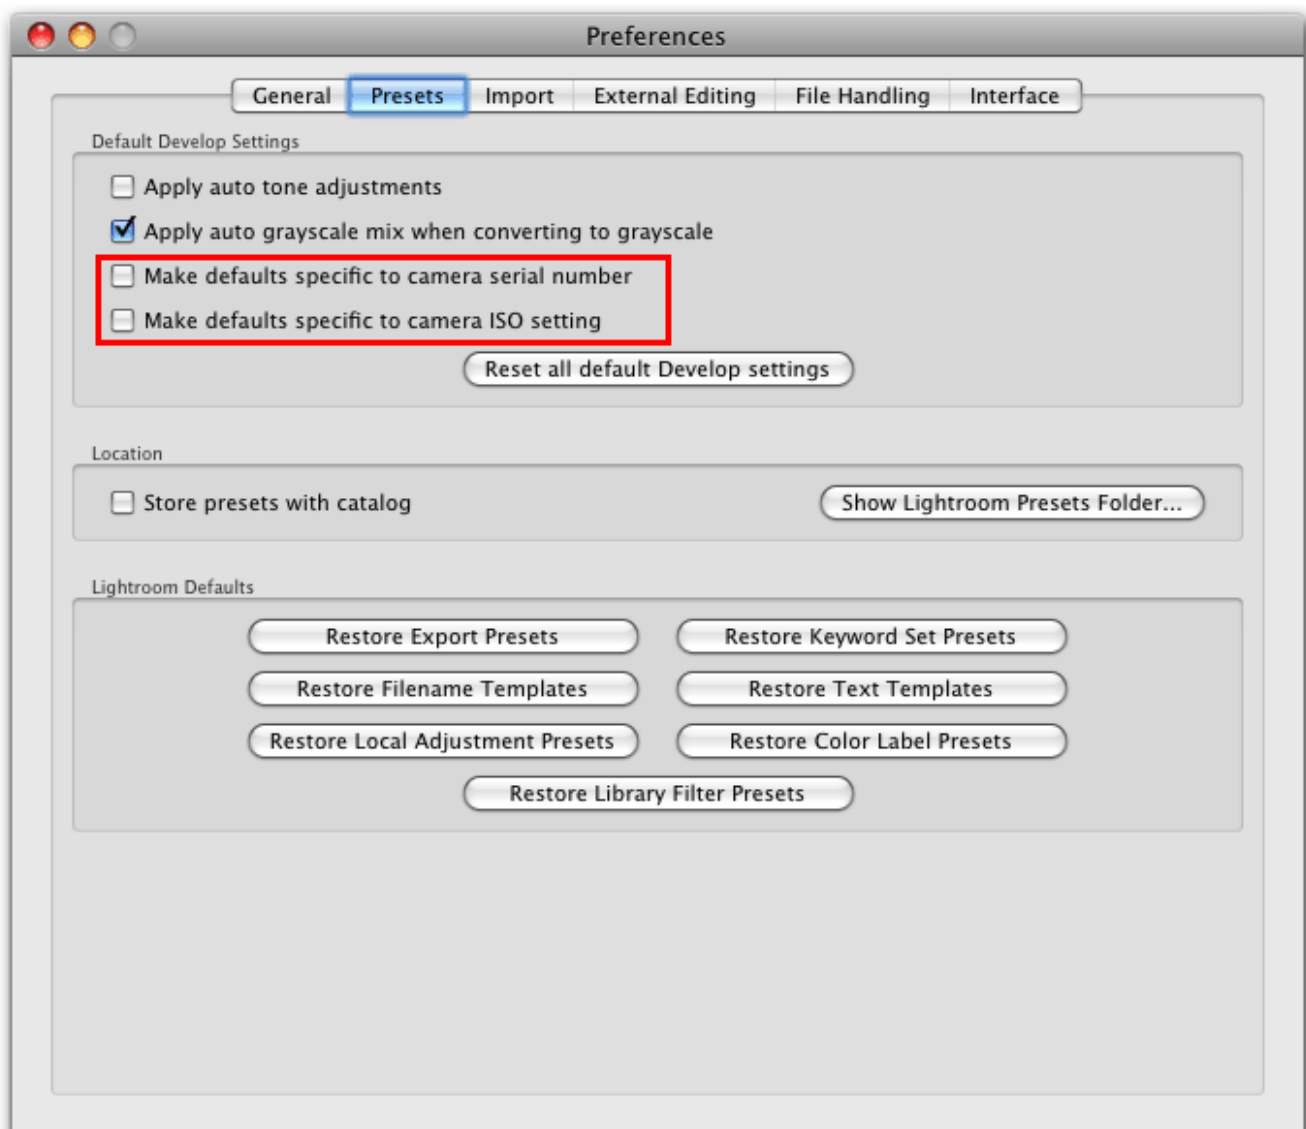 Preferences
General Presets Import External Editing File Handling Interface
Default Develop Settings
Apply auto tone adjustments
Apply auto grayscale mix when converting to grayscale
Make defaults specific to camera serial number
Make defaults specific to camera ISO setting
Reset all default Develop settings
Location
Store presets with catalog Show Lightroom Presets Folder...
Lightroom Defaults
Restore Export Presets Restore Keyword Set Presets
Restore Filename Templates Restore Text Templates
Restore Local Adjustment Presets Restore Color Label Presets
Restore Library Filter Presets